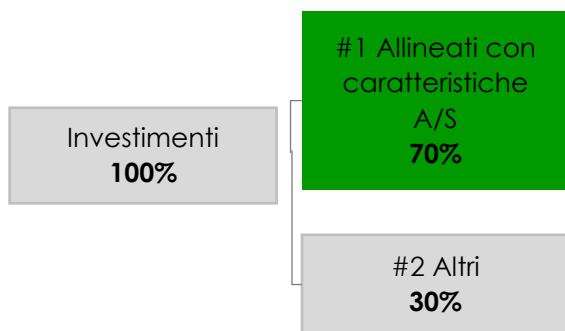 #1 Allineati con
caratteristiche
A/S
70%
Investimenti
100%
#2 Altri
30%